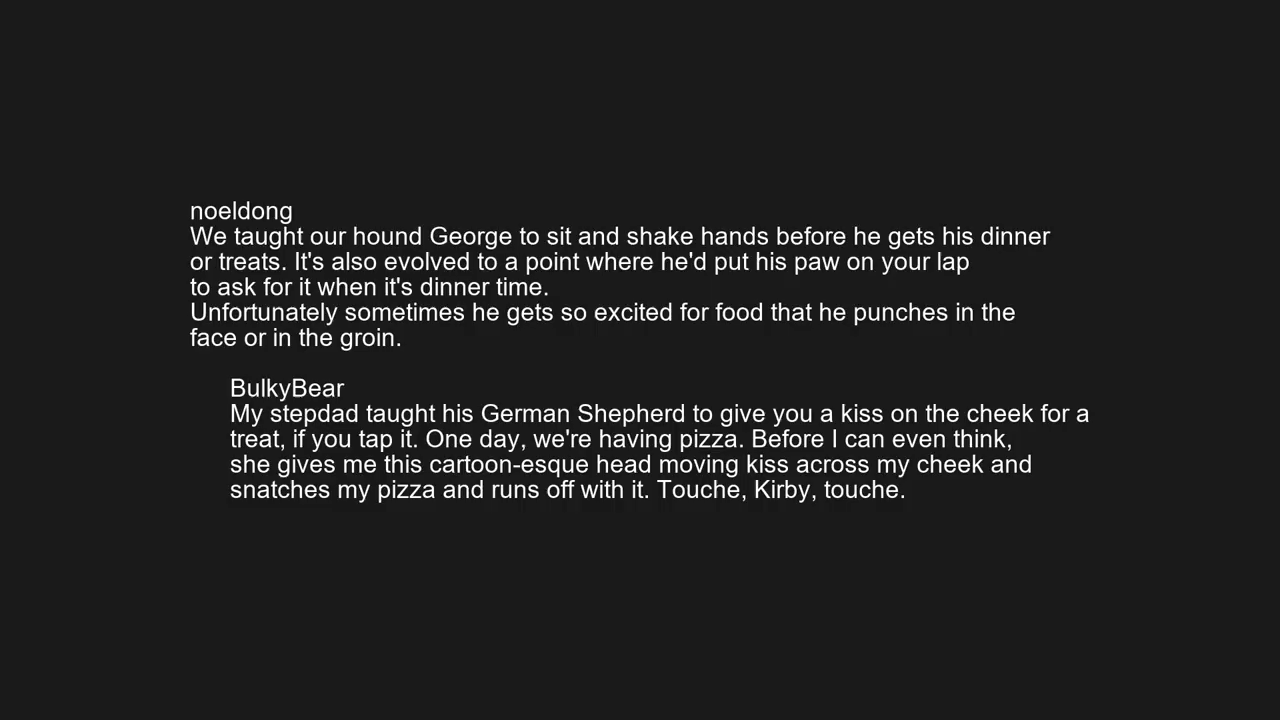 noeldong
We taught our hound George to sit and shake hands before he gets his dinner
or treats. It's also evolved to a point where he'd put his paw on your lap
to ask for it when it's dinner time.
Unfortunately sometimes he gets so excited for food that he punches in the
face or in the groin.
BulkyBear
My stepdad taught his German Shepherd to give you a kiss on the cheek for a
treat, if you tap it. One day, we're having pizza. Before I can even think,
she gives me this cartoon-esque head moving kiss across my cheek and
snatches my pizza and runs off with it. Touche, Kirby, touche.